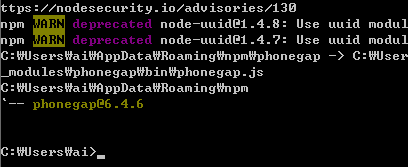 ttps://nodesecurity.io/advisories/130
npm WARN deprecated node-uuid@1.4.8: Use uuid modul
npm WARN deprecated node-uuid@1.4.7: Use uuid modul
C:₩Users₩ai₩AppData₩Roaming₩npm₩phonegap -> C:₩User
_modules₩phonegap₩bin₩phonegap.js
C:₩Users₩ai₩AppData₩Roaming₩npm
`-- phonegap@6.4.6
C:₩Users₩ai>_